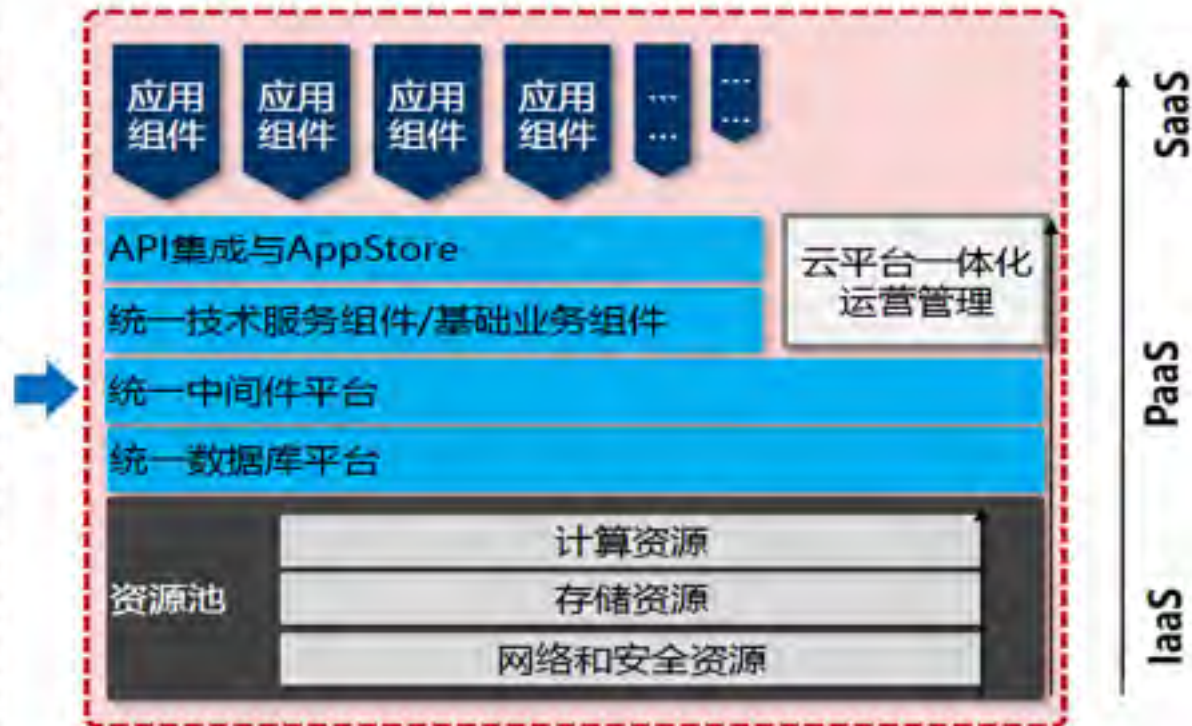 应用
组件
应用
组件
应用
组件
应用
组件
...
...
...
...
API集成与AppStore
统一技术服务组件/基础业务组件
云平台一体化
运营管理
统一中间件平台
统一数据库平台
资源池
计算资源
存储资源
网络和安全资源
SaaS
PaaS
IaaS